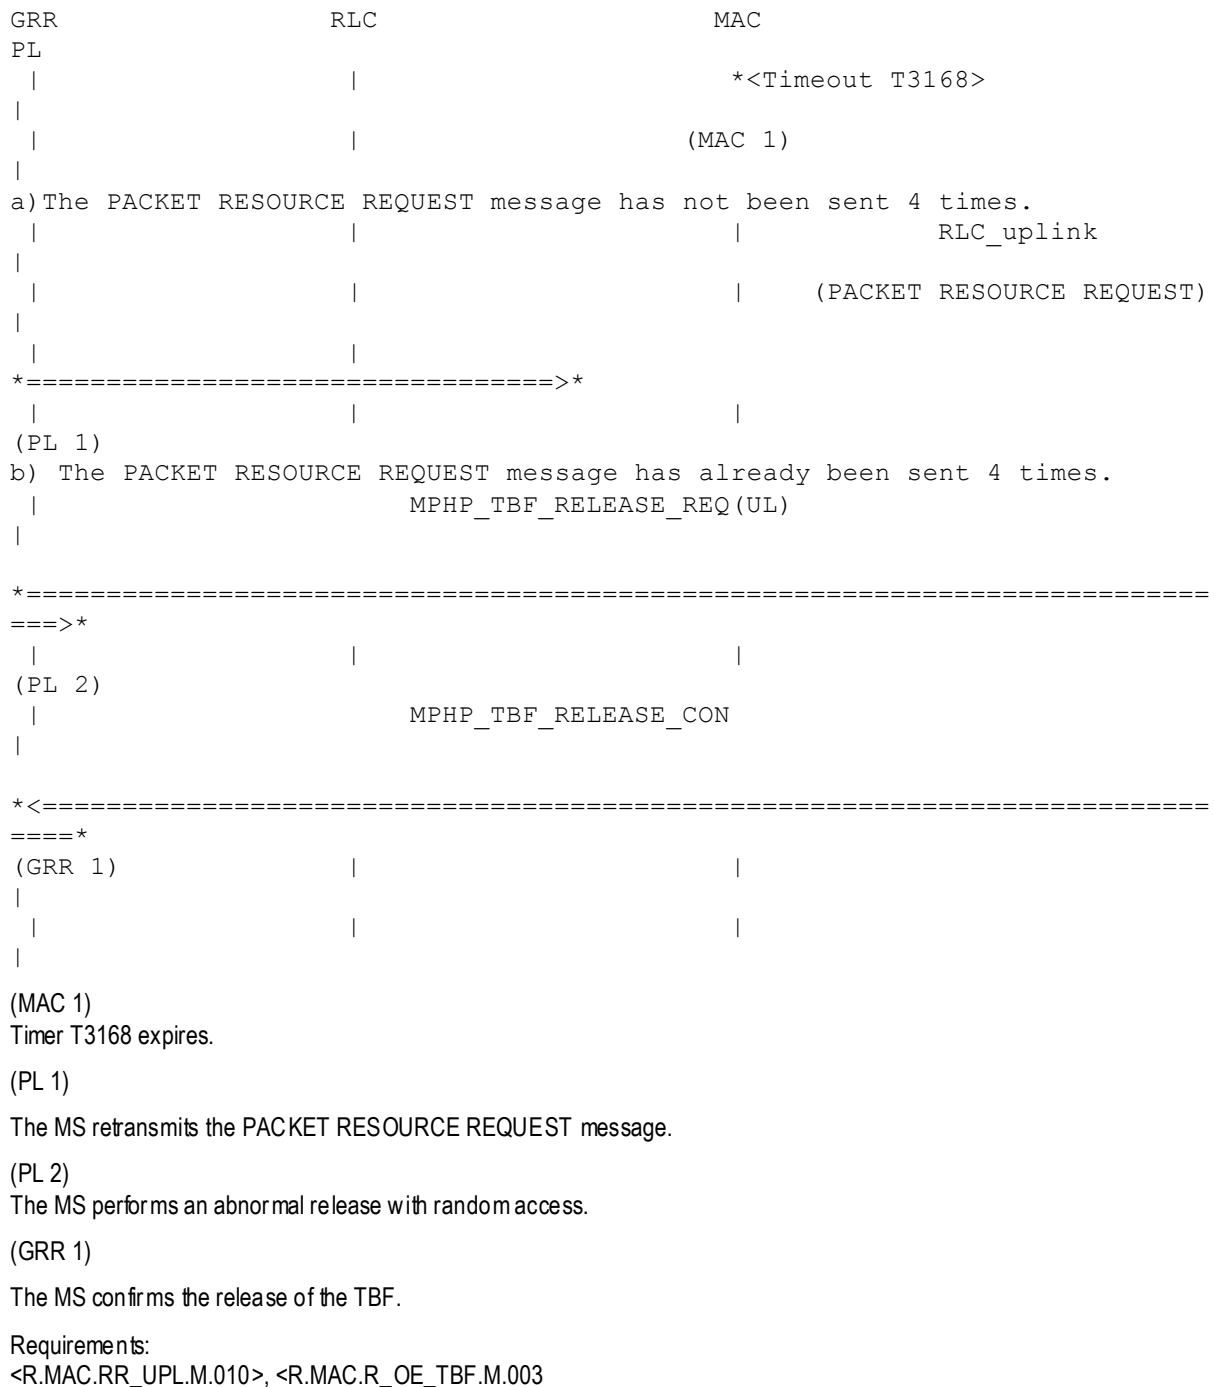 GRR                 RLC                     MAC
PL
 |                   |                       *<Timeout T3168>
|
 |                   |                    (MAC 1)
|
a)The PACKET RESOURCE REQUEST message has not been sent 4 times.
 |                   |                       |            RLC_uplink
|
 |                   |                       |    (PACKET RESOURCE REQUEST)
|
 |                   |
*=================================>*
 |                   |                       |
(PL 1)
b) The PACKET RESOURCE REQUEST message has already been sent 4 times.
 |                       MPHP_TBF_RELEASE_REQ(UL)
|
*==========================================================================
===>*
 |                   |                       |
(PL 2)
 |                       MPHP_TBF_RELEASE_CON
|
*<=========================================================================
====*
(GRR 1)              |                       |
|
 |                   |                       |
|
(MAC 1)
Timer T3168 expires.
(PL 1)
The MS retransmits the PACKET RESOURCE REQUEST message.
(PL 2)
The MS performs an abnormal release with random access.
(GRR 1)
The MS confirms the release of the TBF.
Requirements:
<R.MAC.RR_UPL.M.010>, <R.MAC.R_OE_TBF.M.003